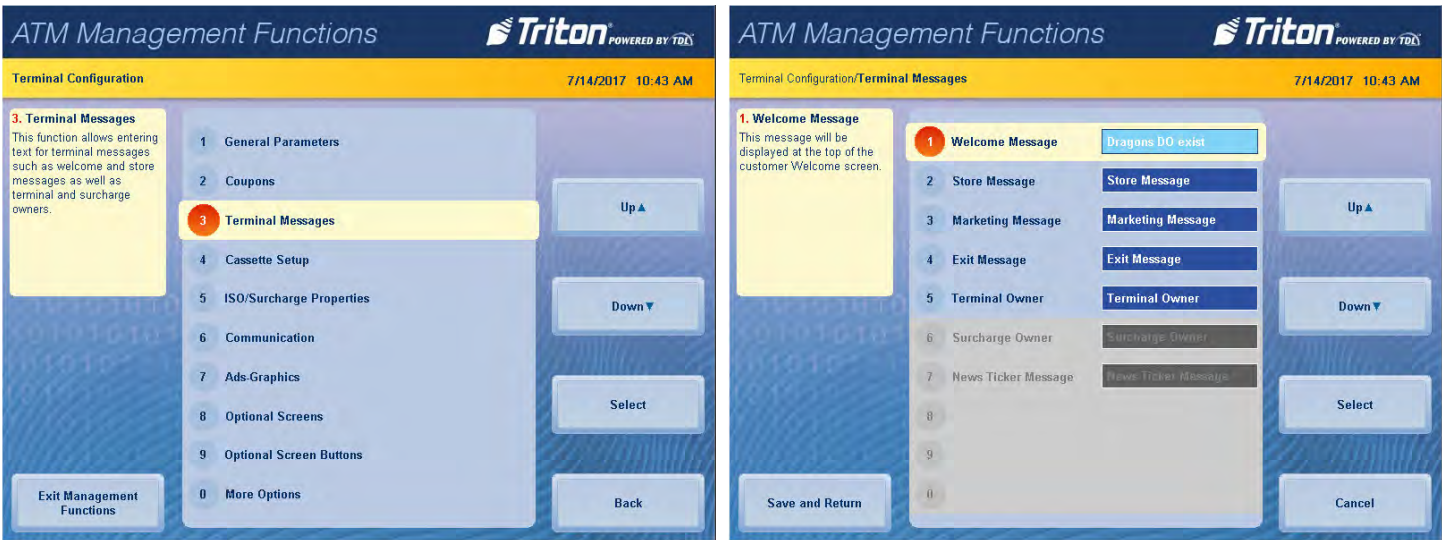 ATM Management Functions
Triton POWERED BY TDL
Terminal Configuration
7/14/2017 10:43 AM
3. Terminal Messages
This function allows entering
text for terminal messages
such as welcome and store
messages as well as
terminal and surcharge
owners.
1 General Parameters
2 Coupons
3 Terminal Messages
4 Cassette Setup
5 ISO/Surcharge Properties
6 Communication
7 Ads-Graphics
8 Optional Screens
9 Optional Screen Buttons
0 More Options
Up▲
Down▼
Select
Back
Exit Management
Functions
ATM Management Functions
Triton POWERED BY TDL
Terminal Configuration/Terminal Messages
7/14/2017 10:43 AM
1. Welcome Message
This message will be
displayed at the top of the
customer Welcome screen.
1 Welcome Message Dragons DO exist
2 Store Message Store Message
3 Marketing Message Marketing Message
4 Exit Message Exit Message
5 Terminal Owner Terminal Owner
6 Surcharge Owner Surcharge Owner
7 News Ticker Message News Ticker Message
8
9
0
Up▲
Down▼
Select
Cancel
Save and Return